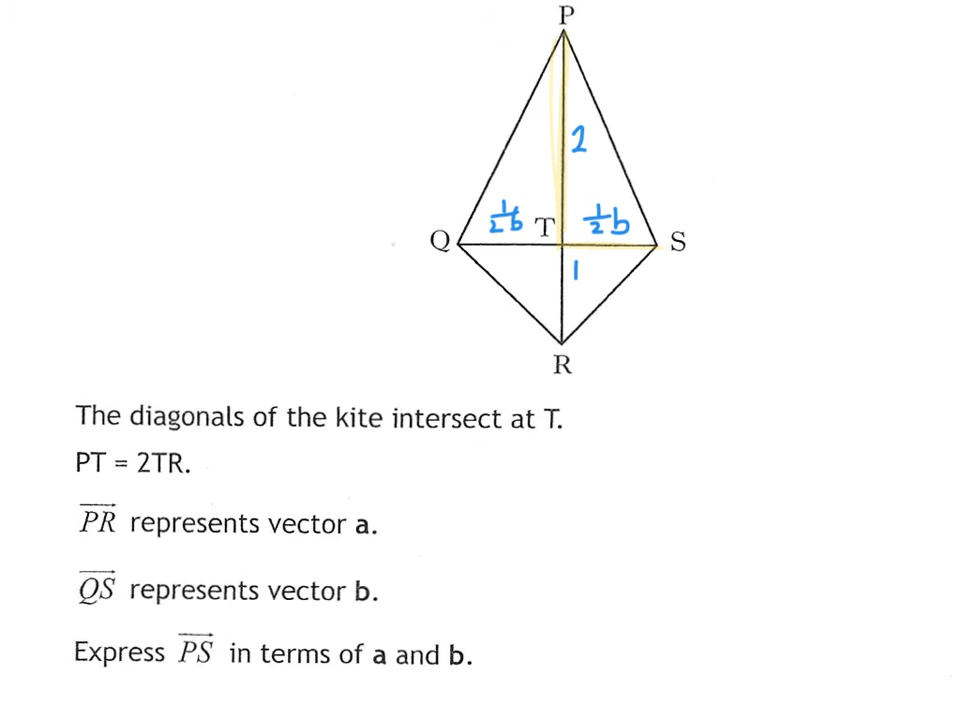 P
2
½b T ½b
Q S
1
R
The diagonals of the kite intersect at T.
PT = 2TR.
PR represents vector a.
QS represents vector b.
Express PS in terms of a and b.